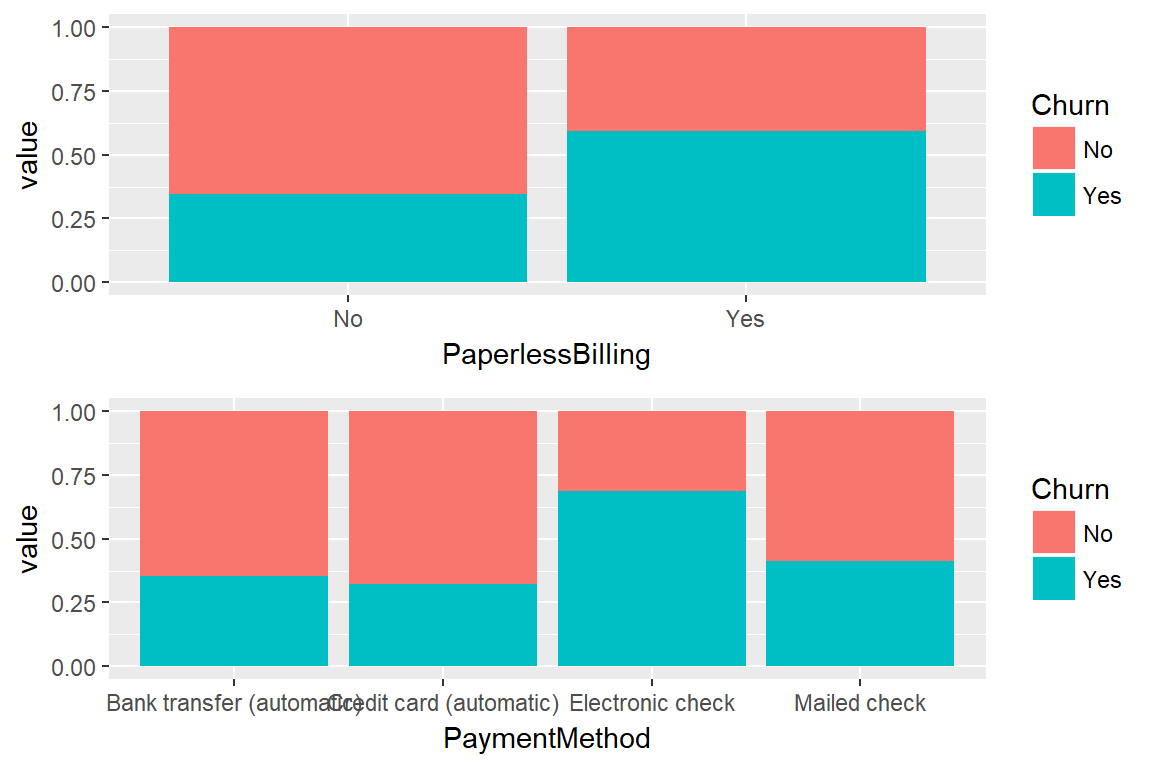 1.00
0.75
0.50
0.25
0.00
value
No
Yes
PaperlessBilling
Churn
No
Yes
1.00
0.75
0.50
0.25
0.00
value
Bank transfer (automatic)
Credit card (automatic)
Electronic check
Mailed check
PaymentMethod
Churn
No
Yes